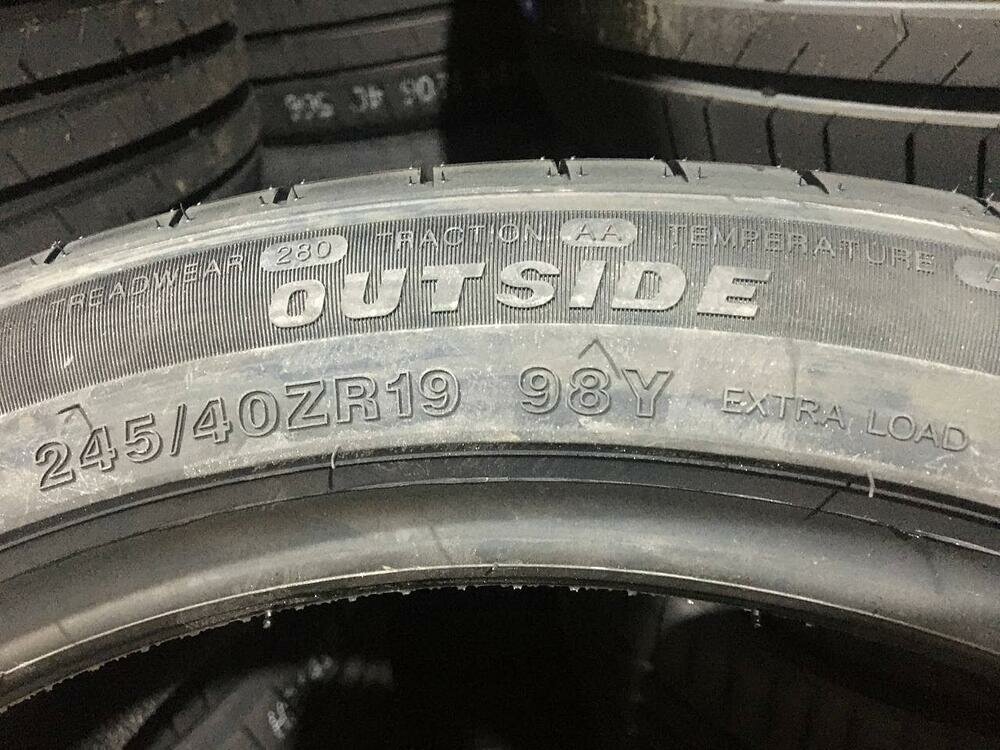 TREADWEAR 280 TRACTION AA TEMPERATURE A
OUTSIDE
245/40ZR19 98Y EXTRA LOAD